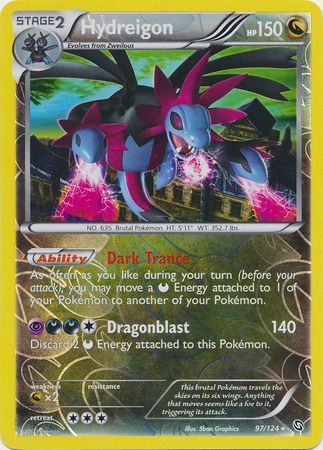 STAGE2
Hydreigon
HP150
Evolves from Zweilous
NO. 635 Brutal Pokémon HT: 5'11" WT: 352.7 lbs.
Ability Dark Trance
As often as you like during your turn (before your
attack), you may move a Energy attached to 1 of
your Pokémon to another of your Pokémon.
Dragonblast 140
Discard 2 Energy attached to this Pokémon.
weakness resistance
×2
retreat
This brutal Pokémon travels the
skies on its six wings. Anything
that moves seems like a foe to it,
triggering its attack.
Illus. 5ban Graphics
97/124 ★